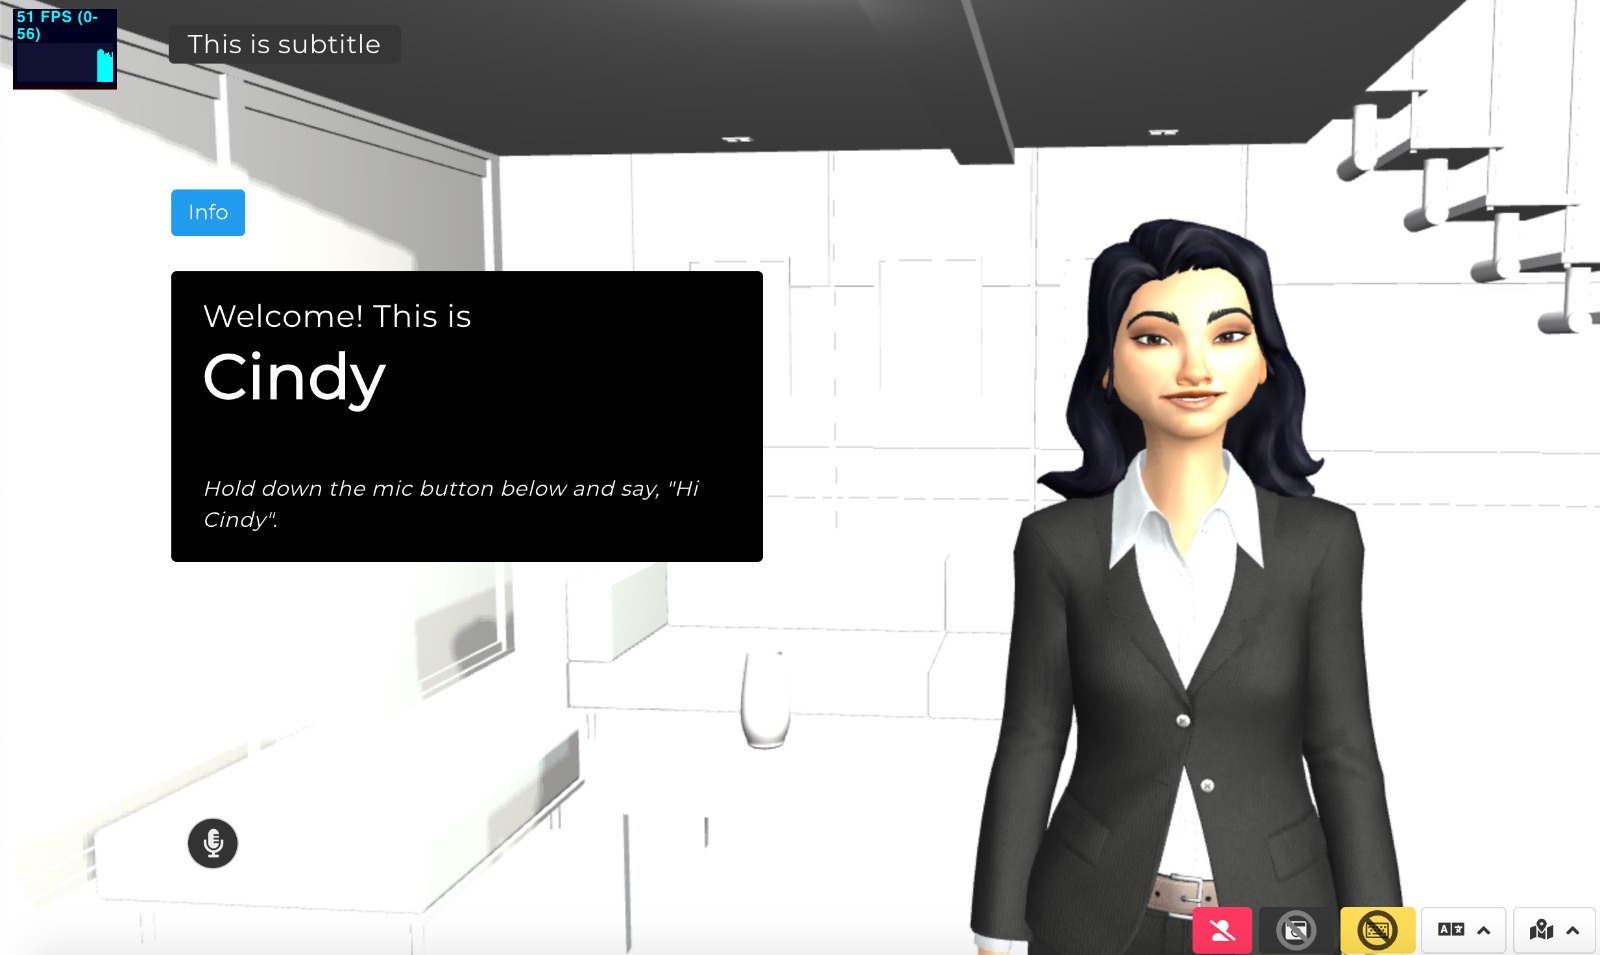 51 FPS (0-
56)
This is subtitle
Info
Welcome! This is
Cindy
Hold down the mic button below and say, "Hi
Cindy".
A